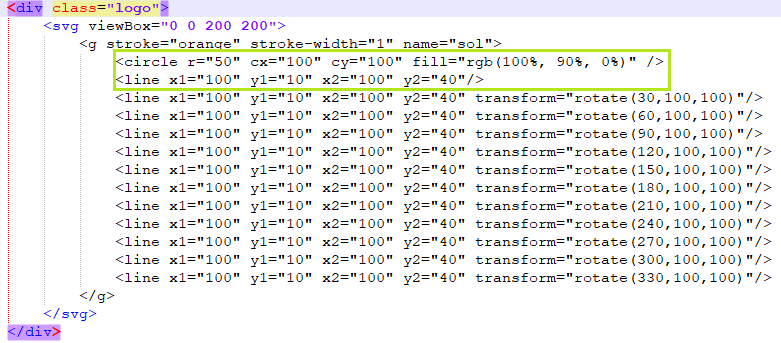 <div class="logo">
<svg viewBox="0 0 200 200">
<g stroke="orange" stroke-width="1" name="sol">
<circle r="50" cx="100" cy="100" fill="rgb(100%, 90%, 0%)" />
<line x1="100" y1="10" x2="100" y2="40"/>
<line x1="100" y1="10" x2="100" y2="40" transform="rotate(30,100,100)"/>
<line x1="100" y1="10" x2="100" y2="40" transform="rotate(60,100,100)"/>
<line x1="100" y1="10" x2="100" y2="40" transform="rotate(90,100,100)"/>
<line x1="100" y1="10" x2="100" y2="40" transform="rotate(120,100,100)"/>
<line x1="100" y1="10" x2="100" y2="40" transform="rotate(150,100,100)"/>
<line x1="100" y1="10" x2="100" y2="40" transform="rotate(180,100,100)"/>
<line x1="100" y1="10" x2="100" y2="40" transform="rotate(210,100,100)"/>
<line x1="100" y1="10" x2="100" y2="40" transform="rotate(240,100,100)"/>
<line x1="100" y1="10" x2="100" y2="40" transform="rotate(270,100,100)"/>
<line x1="100" y1="10" x2="100" y2="40" transform="rotate(300,100,100)"/>
<line x1="100" y1="10" x2="100" y2="40" transform="rotate(330,100,100)"/>
</g>
</svg>
</div>